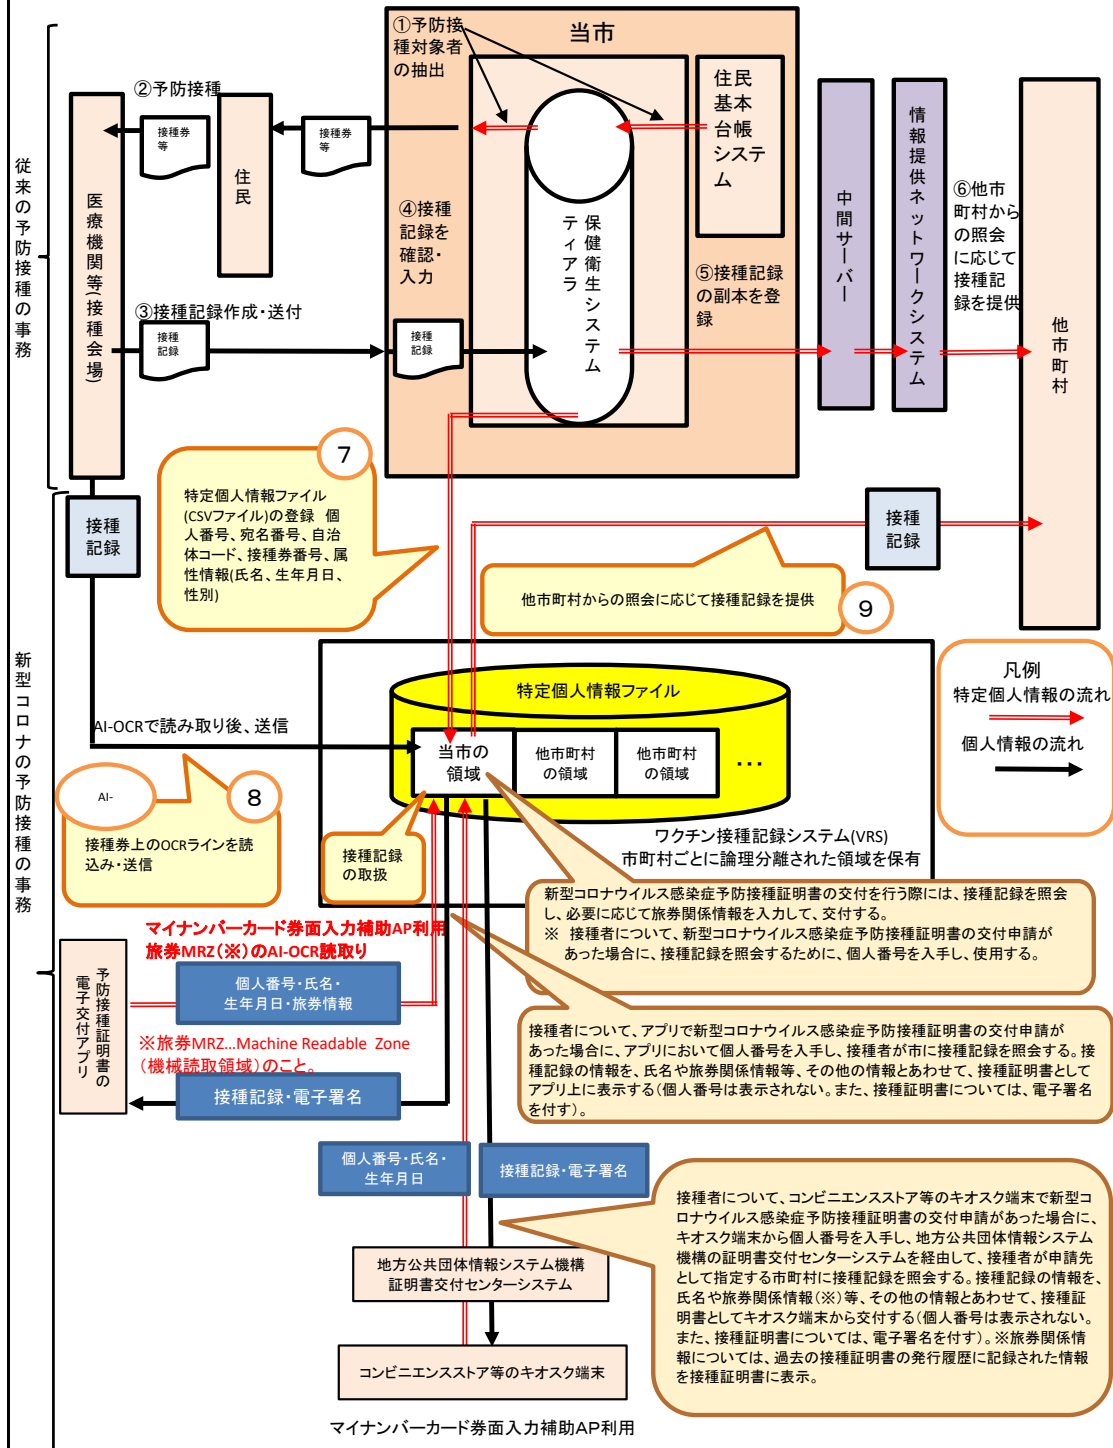 従来の予防接種の事務
新型コロナの予防接種の事務
当市
①予防接
種対象者
の抽出
②予防接種
接種券
等
接種券
等
住民
医療機関等(接種会場)
住民
基本
台帳
システ
ム
保健衛生システム
ティアラ
④接種
記録を
確認・
入力
③接種記録作成・送付
接種
記録
接種
記録
⑤接種記録
の副本を登
録
中間サーバー
情報提供ネットワークシステム
⑥他市
町村から
の照会
に応じて
接種記
録を提供
他市町村
7
特定個人情報ファイル
(CSVファイル)の登録　個
人番号、宛名番号、自治
体コード、接種券番号、属
性情報(氏名、生年月日、
性別)
接種
記録
接種
記録
他市町村からの照会に応じて接種記録を提供
9
凡例
特定個人情報の流れ
個人情報の流れ
特定個人情報ファイル
当市の
領域
他市町村
の領域
他市町村
の領域
…
AI-OCRで読み取り後、送信
AI-
8
接種券上のOCRラインを読
込み・送信
接種記録
の取扱
ワクチン接種記録システム(VRS)
市町村ごとに論理分離された領域を保有
新型コロナウイルス感染症予防接種証明書の交付を行う際には、接種記録を照会
し、必要に応じて旅券関係情報を入力して、交付する。
※ 接種者について、新型コロナウイルス感染症予防接種証明書の交付申請が
あった場合に、接種記録を照会するために、個人番号を入手し、使用する。
マイナンバーカード券面入力補助AP利用
旅券MRZ(※)のAI-OCR読取り
予防接種証明書の
電子交付アプリ
個人番号・氏名・
生年月日・旅券情報
※旅券MRZ…Machine Readable Zone
(機械読取領域)のこと。
接種記録・電子署名
接種者について、アプリで新型コロナウイルス感染症予防接種証明書の交付申請が
あった場合に、アプリにおいて個人番号を入手し、接種者が市に接種記録を照会する。接
種記録の情報を、氏名や旅券関係情報等、その他の情報とあわせて、接種証明書として
アプリ上に表示する(個人番号は表示されない。また、接種証明書については、電子署名
を付す)。
個人番号・氏名・
生年月日
接種記録・電子署名
接種者について、コンビニエンスストア等のキオスク端末で新型コ
ロナウイルス感染症予防接種証明書の交付申請があった場合に、
キオスク端末から個人番号を入手し、地方公共団体情報システム
機構の証明書交付センターシステムを経由して、接種者が申請先
として指定する市町村に接種記録を照会する。接種記録の情報を、
氏名や旅券関係情報(※)等、その他の情報とあわせて、接種証
明書としてキオスク端末から交付する(個人番号は表示されない。
また、接種証明書については、電子署名を付す)。※旅券関係情
報については、過去の接種証明書の発行履歴に記録された情報
を接種証明書に表示。
地方公共団体情報システム機構
証明書交付センターシステム
コンビニエンスストア等のキオスク端末
マイナンバーカード券面入力補助AP利用